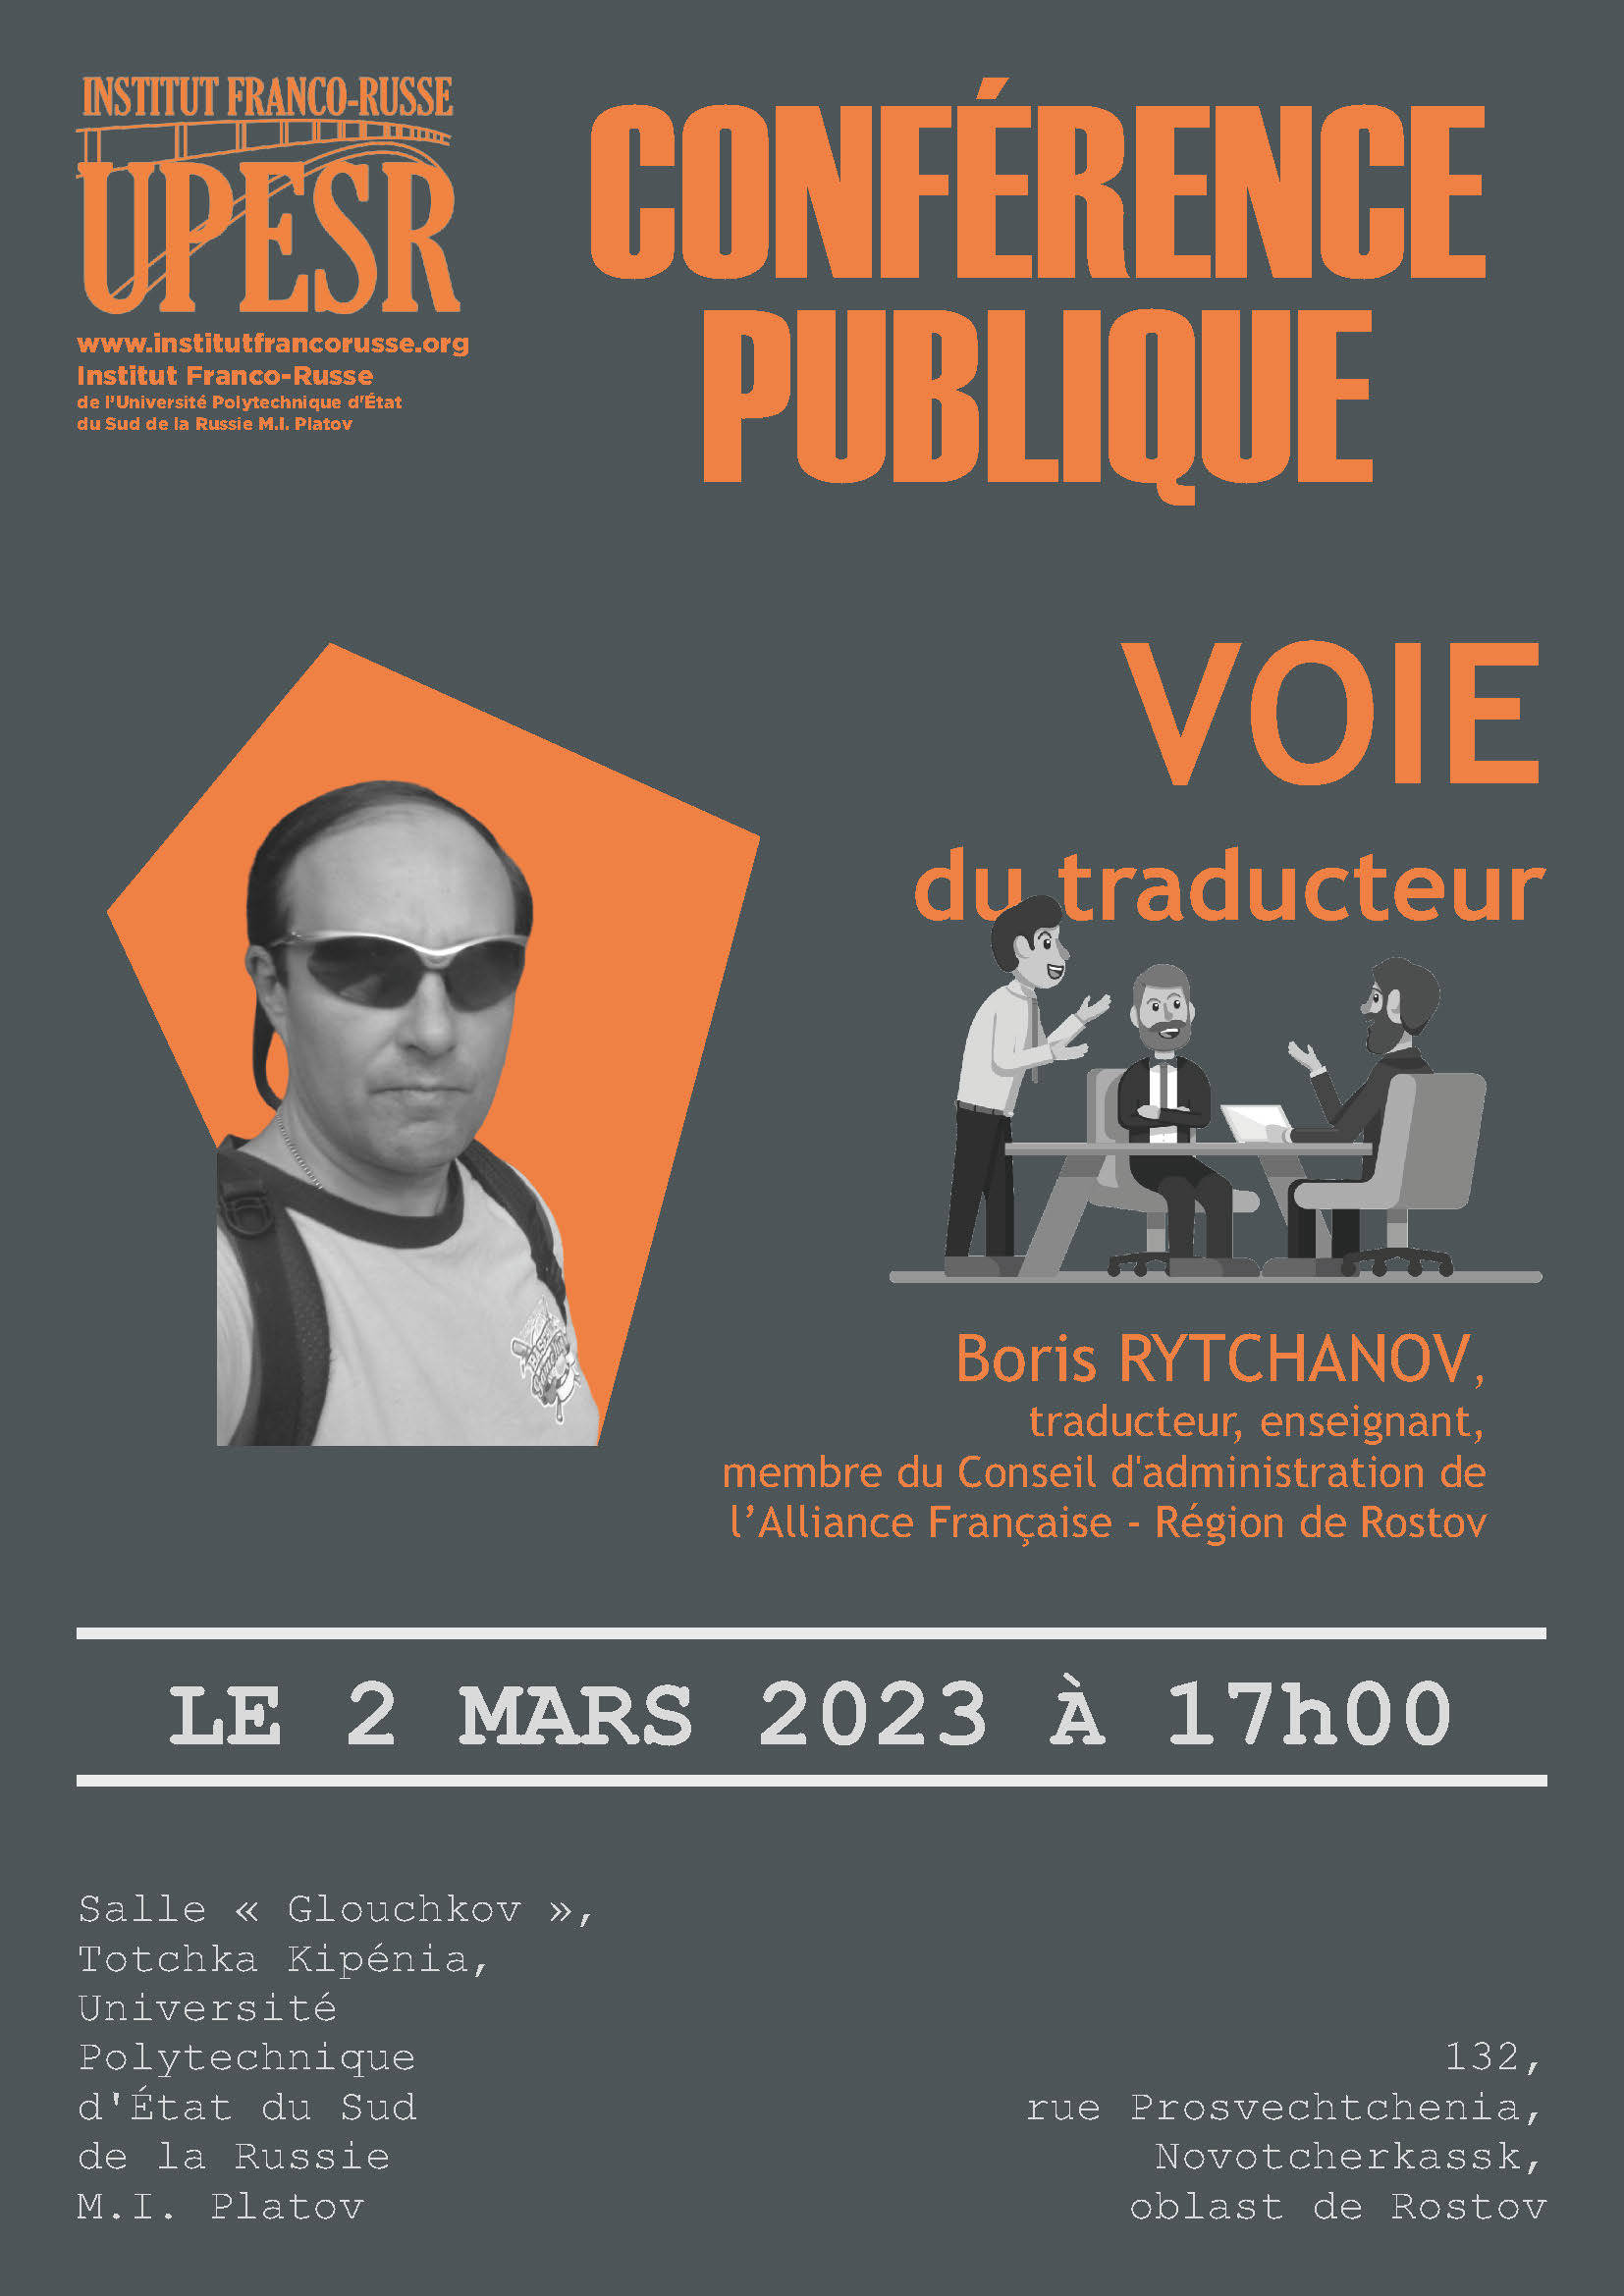 INSTITUT FRANCO-RUSSE
UPESR
www.institutfrancorusse.org
Institut Franco-Russe
de l'Université Polytechnique d'État
du Sud de la Russie M.I. Platov
CONFÉRENCE
PUBLIQUE
VOIE
du traducteur
Boris RYTCHANOV,
traducteur, enseignant,
membre du Conseil d'administration de
l’Alliance Française - Région de Rostov
LE 2 MARS 2023 À 17h00
Salle « Glouchkov »,
Totchka Kipénia,
Université
Polytechnique
d'État du Sud
de la Russie
M.I. Platov
132,
rue Prosvechtchenia,
Novotcherkassk,
oblast de Rostov